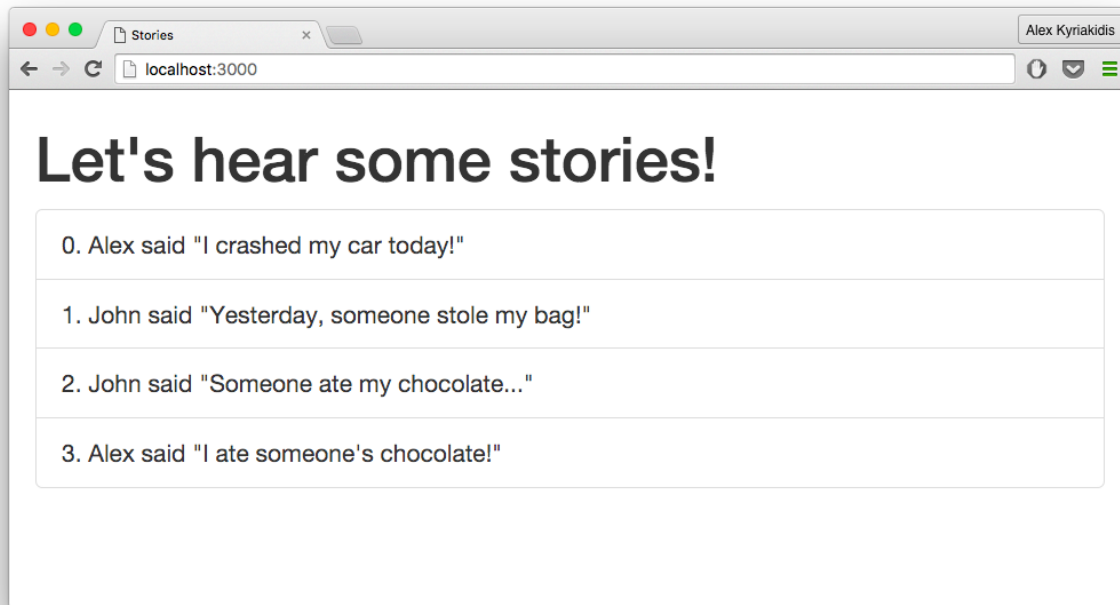 Stories
Alex Kyriakidis
localhost:3000
Let's hear some stories!
0. Alex said "I crashed my car today!"
1. John said "Yesterday, someone stole my bag!"
2. John said "Someone ate my chocolate..."
3. Alex said "I ate someone's chocolate!"